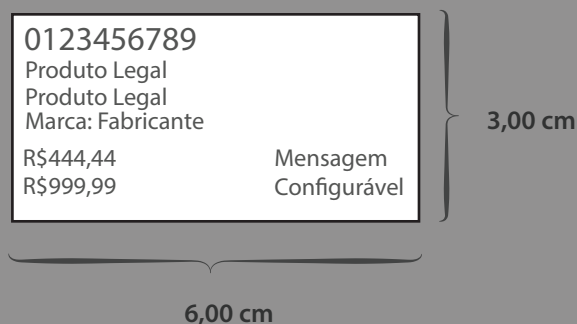 0123456789
Produto Legal
Produto Legal
Marca: Fabricante
R$444,44 Mensagem
R$999,99 Configurável
3,00 cm
6,00 cm